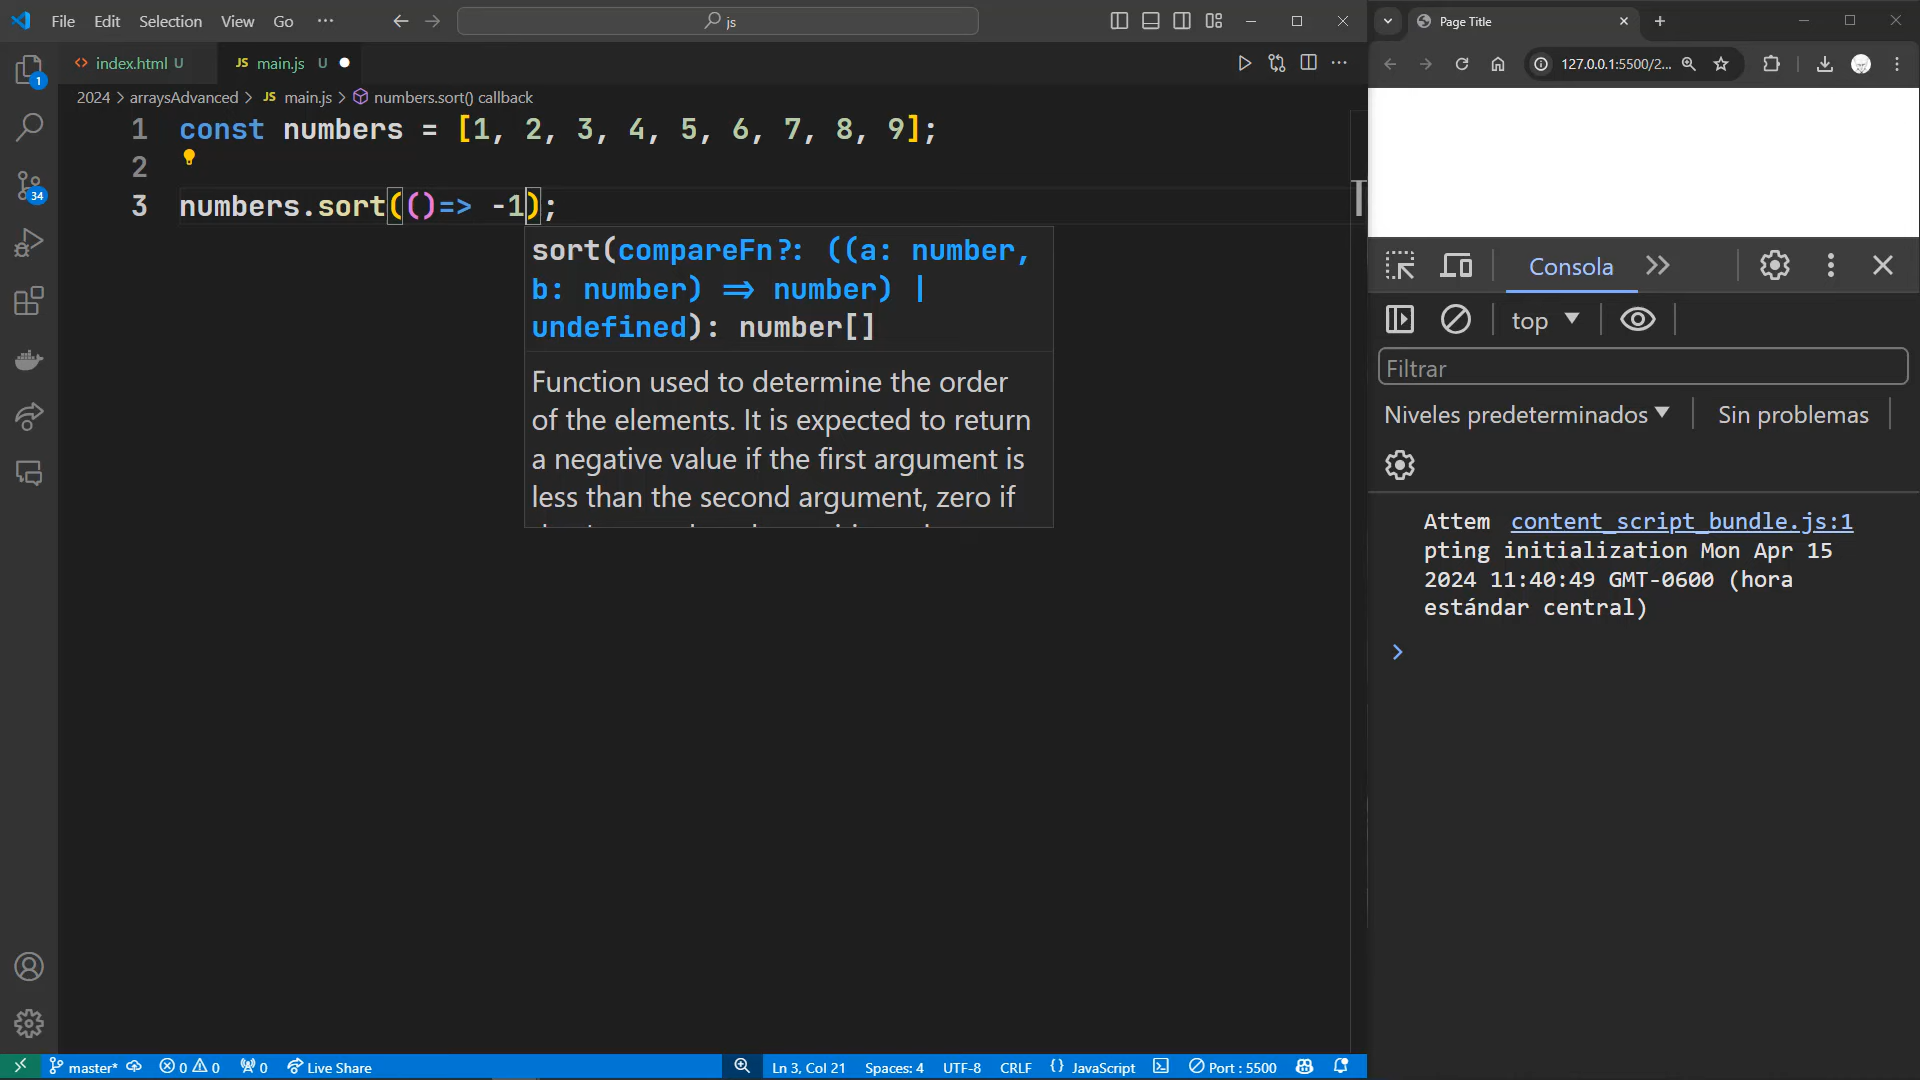 File Edit Selection View Go ··· js
Page Title
index.html U
JS main.js U
127.0.0.1:5500/2...
2024 > arraysAdvanced > JS main.js > numbers.sort() callback
1 const numbers = [1, 2, 3, 4, 5, 6, 7, 8, 9];
2
3 numbers.sort(()=> -1);
sort(compareFn?: ((a: number,
b: number) => number) |
undefined): number[]
Function used to determine the order
of the elements. It is expected to return
a negative value if the first argument is
less than the second argument, zero if
Consola
top
Filtrar
Niveles predeterminados
Sin problemas
Attem content_script_bundle.js:1
pting initialization Mon Apr 15
2024 11:40:49 GMT-0600 (hora
estándar central)
1
34
master* 0 0 0 Live Share Ln 3, Col 21 Spaces: 4 UTF-8 CRLF {} JavaScript Port : 5500